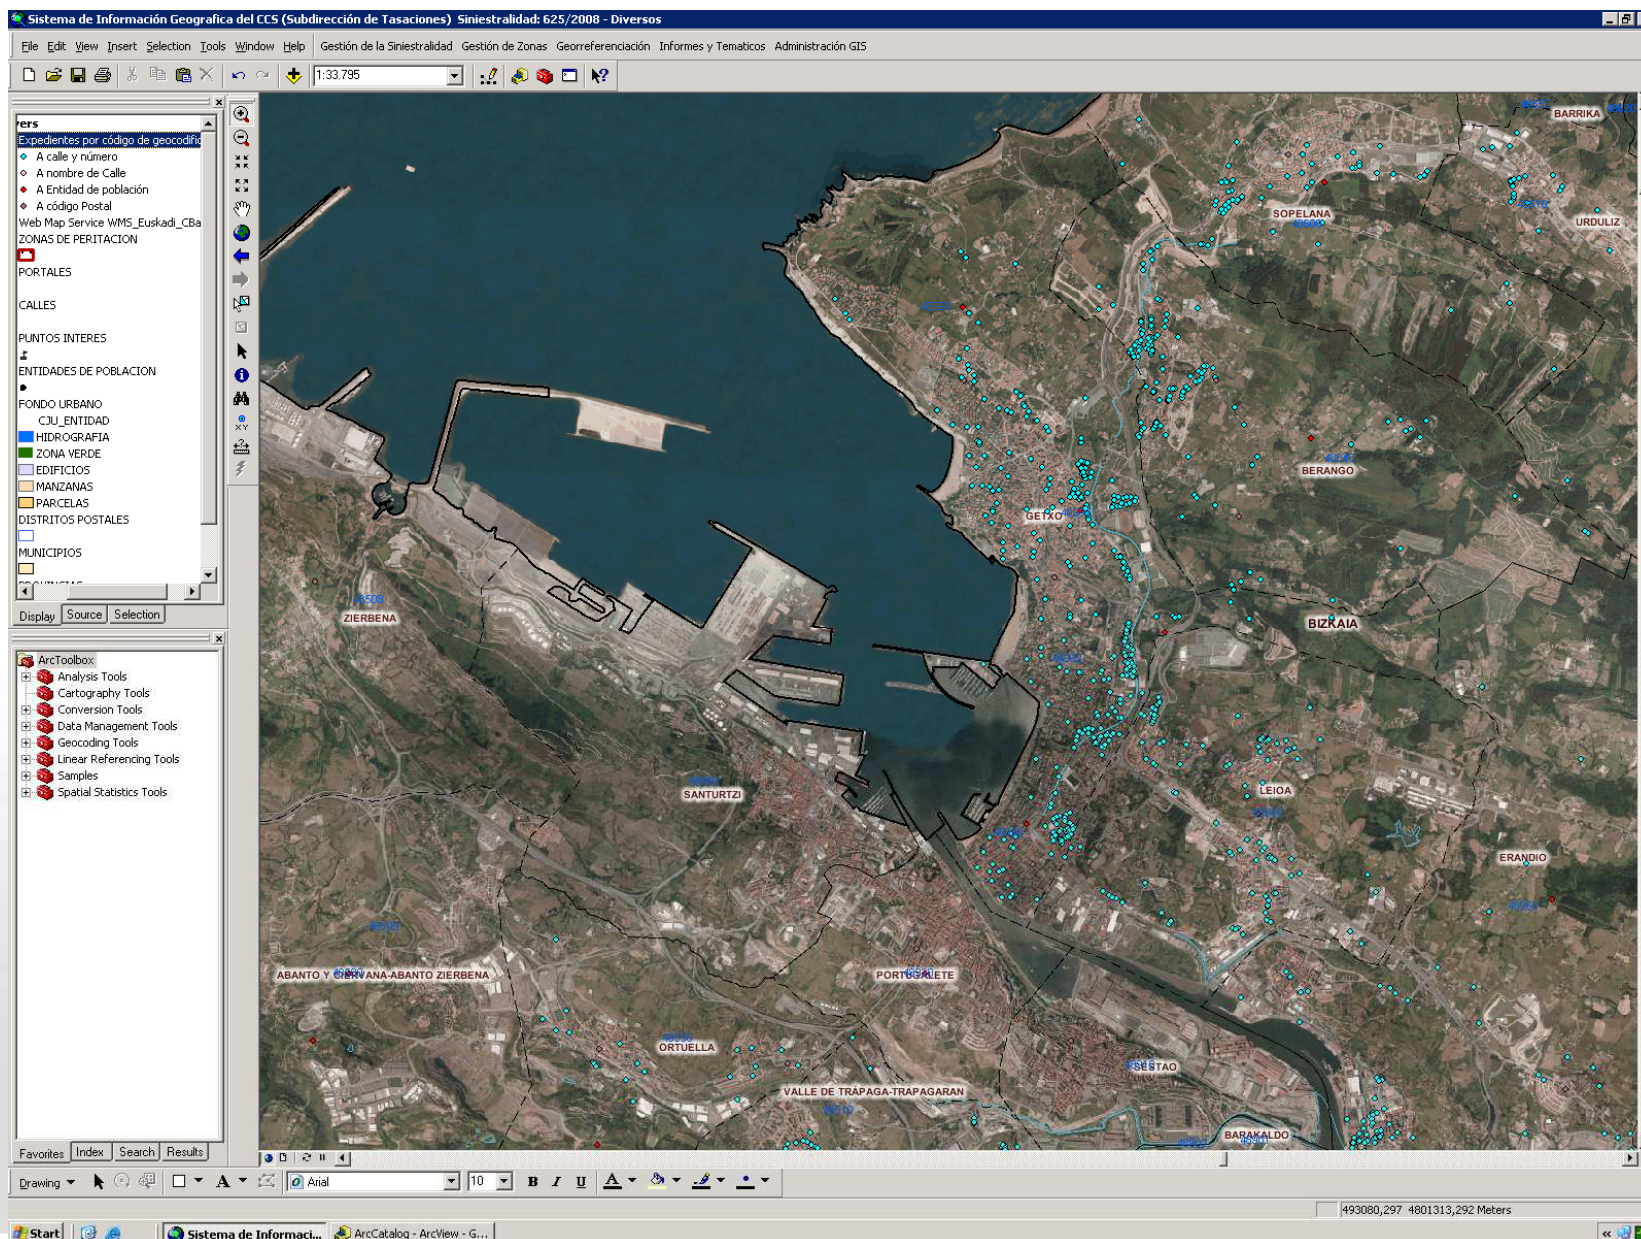 Sistema de Información Geografica del CCS (Subdirección de Tasaciones) Siniestralidad: 625/2008 - Diversos
File Edit View Insert Selection Tools Window Help Gestión de la Siniestralidad Gestión de Zonas Georreferenciación Informes y Tematicos Administración GIS
1:33.795
Expedientes por código de geocodific
A calle y número
A nombre de Calle
A Entidad de población
A código Postal
Web Map Service WMS_Euskadi_CBa
ZONAS DE PERITACION
PORTALES
CALLES
PUNTOS INTERES
ENTIDADES DE POBLACION
FONDO URBANO
CJU_ENTIDAD
HIDROGRAFIA
ZONA VERDE
EDIFICIOS
MANZANAS
PARCELAS
DISTRITOS POSTALES
MUNICIPIOS
Display Source Selection
ArcToolbox
Analysis Tools
Cartography Tools
Conversion Tools
Data Management Tools
Geocoding Tools
Linear Referencing Tools
Samples
Spatial Statistics Tools
Favorites Index Search Results
BARRIKA
SOPELANA
URDULIZ
BERANGO
GETXO
48508
ZIERBENA
BIZKAIA
SANTURTZI
LEIOA
ERANDIO
ABANTO Y CIERVANA-ABANTO ZIERBENA
PORTUGALETE
ORTUELLA
SESTAO
VALLE DE TRÁPAGA-TRAPAGARAN
BARAKALDO
Drawing A Arial 10 B I U A
493080,297 4801313,292 Meters
Start Sistema de Informaci... ArcCatalog - ArcView - G...